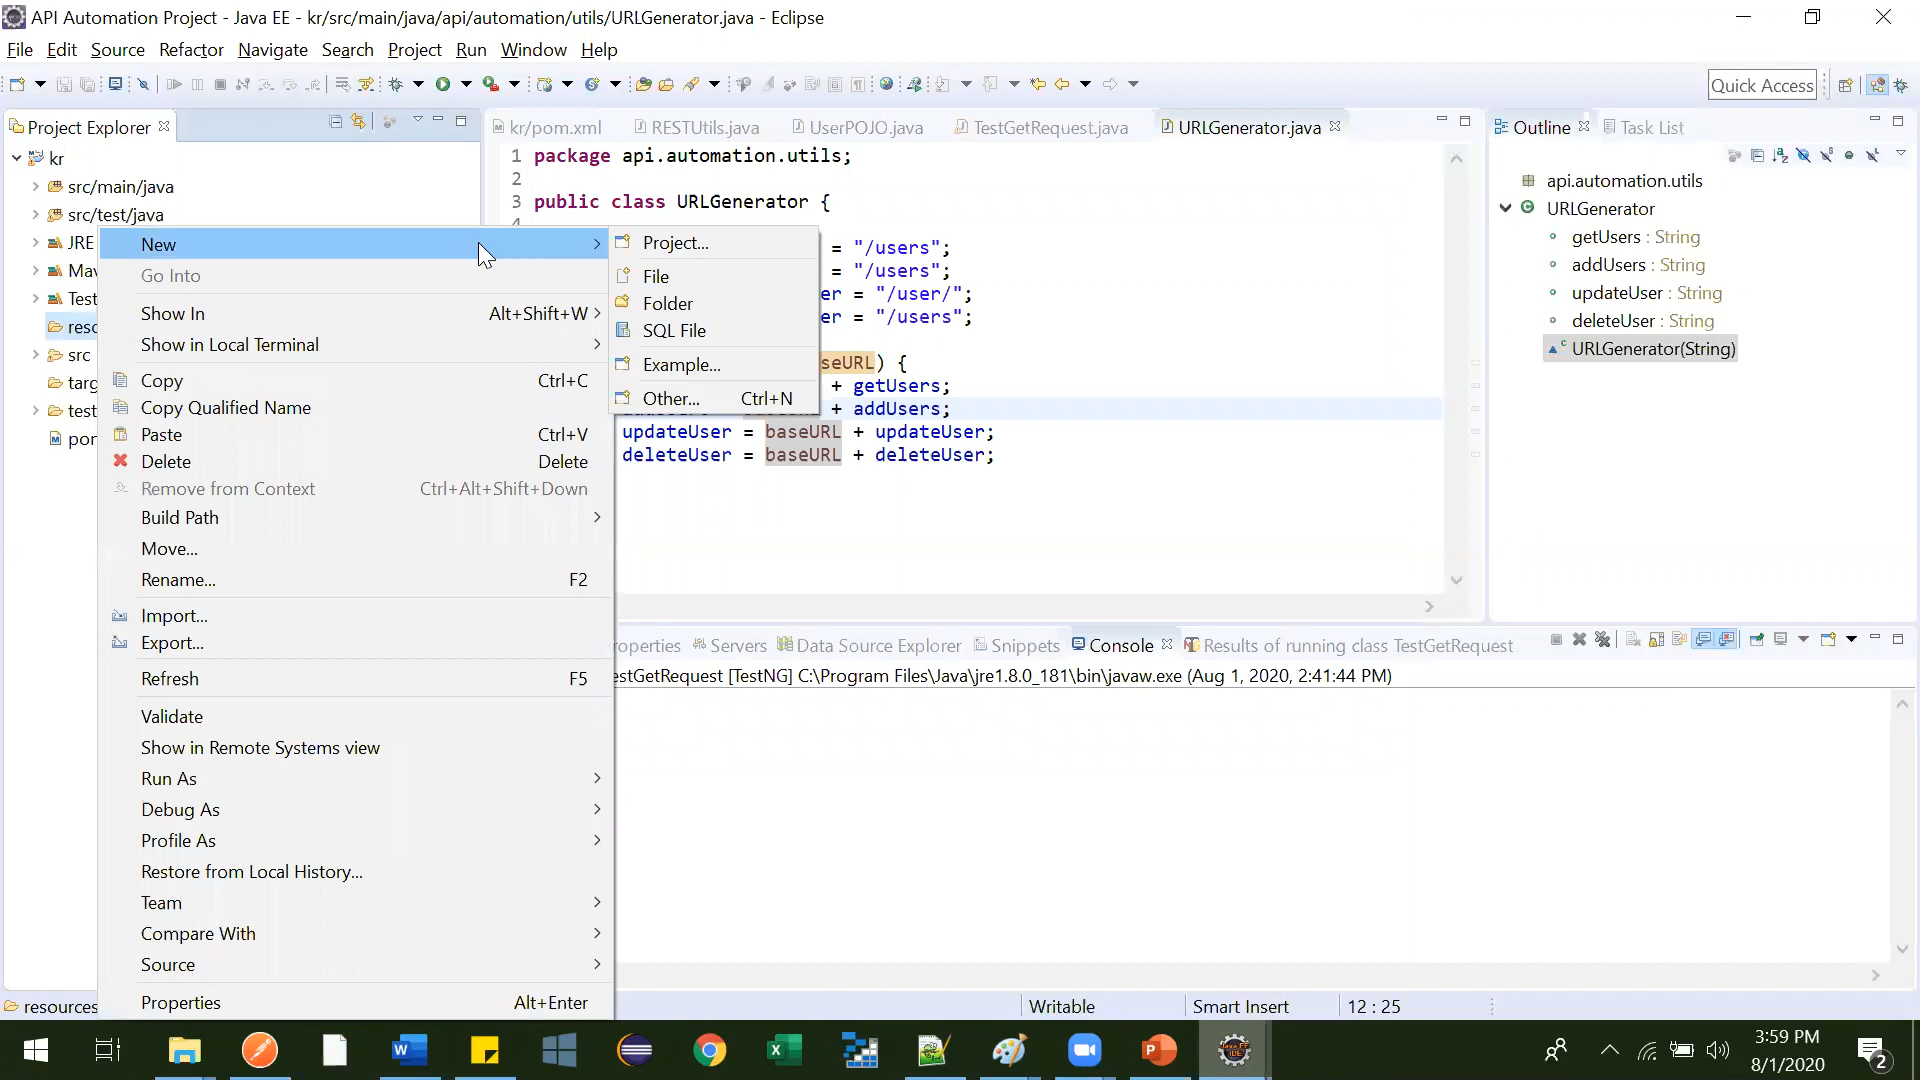 API Automation Project - Java EE - kr/src/main/java/api/automation/utils/URLGenerator.java - Eclipse
File Edit Source Refactor Navigate Search Project Run Window Help
Quick Access
Project Explorer
kr
src/main/java
src/test/java
JRE
Mav
Test
resc
src
targ
test
por
New
Go Into
Show In Alt+Shift+W
Show in Local Terminal
Copy Ctrl+C
Copy Qualified Name
Paste Ctrl+V
Delete Delete
Remove from Context Ctrl+Alt+Shift+Down
Build Path
Move...
Rename... F2
Import...
Export...
Refresh F5
Validate
Show in Remote Systems view
Run As
Debug As
Profile As
Restore from Local History...
Team
Compare With
Source
Properties Alt+Enter
Project...
File
Folder
SQL File
Example...
Other... Ctrl+N
kr/pom.xml RESTUtils.java UserPOJO.java TestGetRequest.java URLGenerator.java
1 package api.automation.utils;
2
3 public class URLGenerator {
4
= "/users";
= "/users";
er = "/user/";
er = "/users";
seURL) {
+ getUsers;
+ addUsers;
updateUser = baseURL + updateUser;
deleteUser = baseURL + deleteUser;
Outline Task List
api.automation.utils
URLGenerator
getUsers : String
addUsers : String
updateUser : String
deleteUser : String
URLGenerator(String)
roperties Servers Data Source Explorer Snippets Console Results of running class TestGetRequest
estGetRequest [TestNG] C:\Program Files\Java\jre1.8.0_181\bin\javaw.exe (Aug 1, 2020, 2:41:44 PM)
resources Writable Smart Insert 12 : 25
3:59 PM
8/1/2020
2